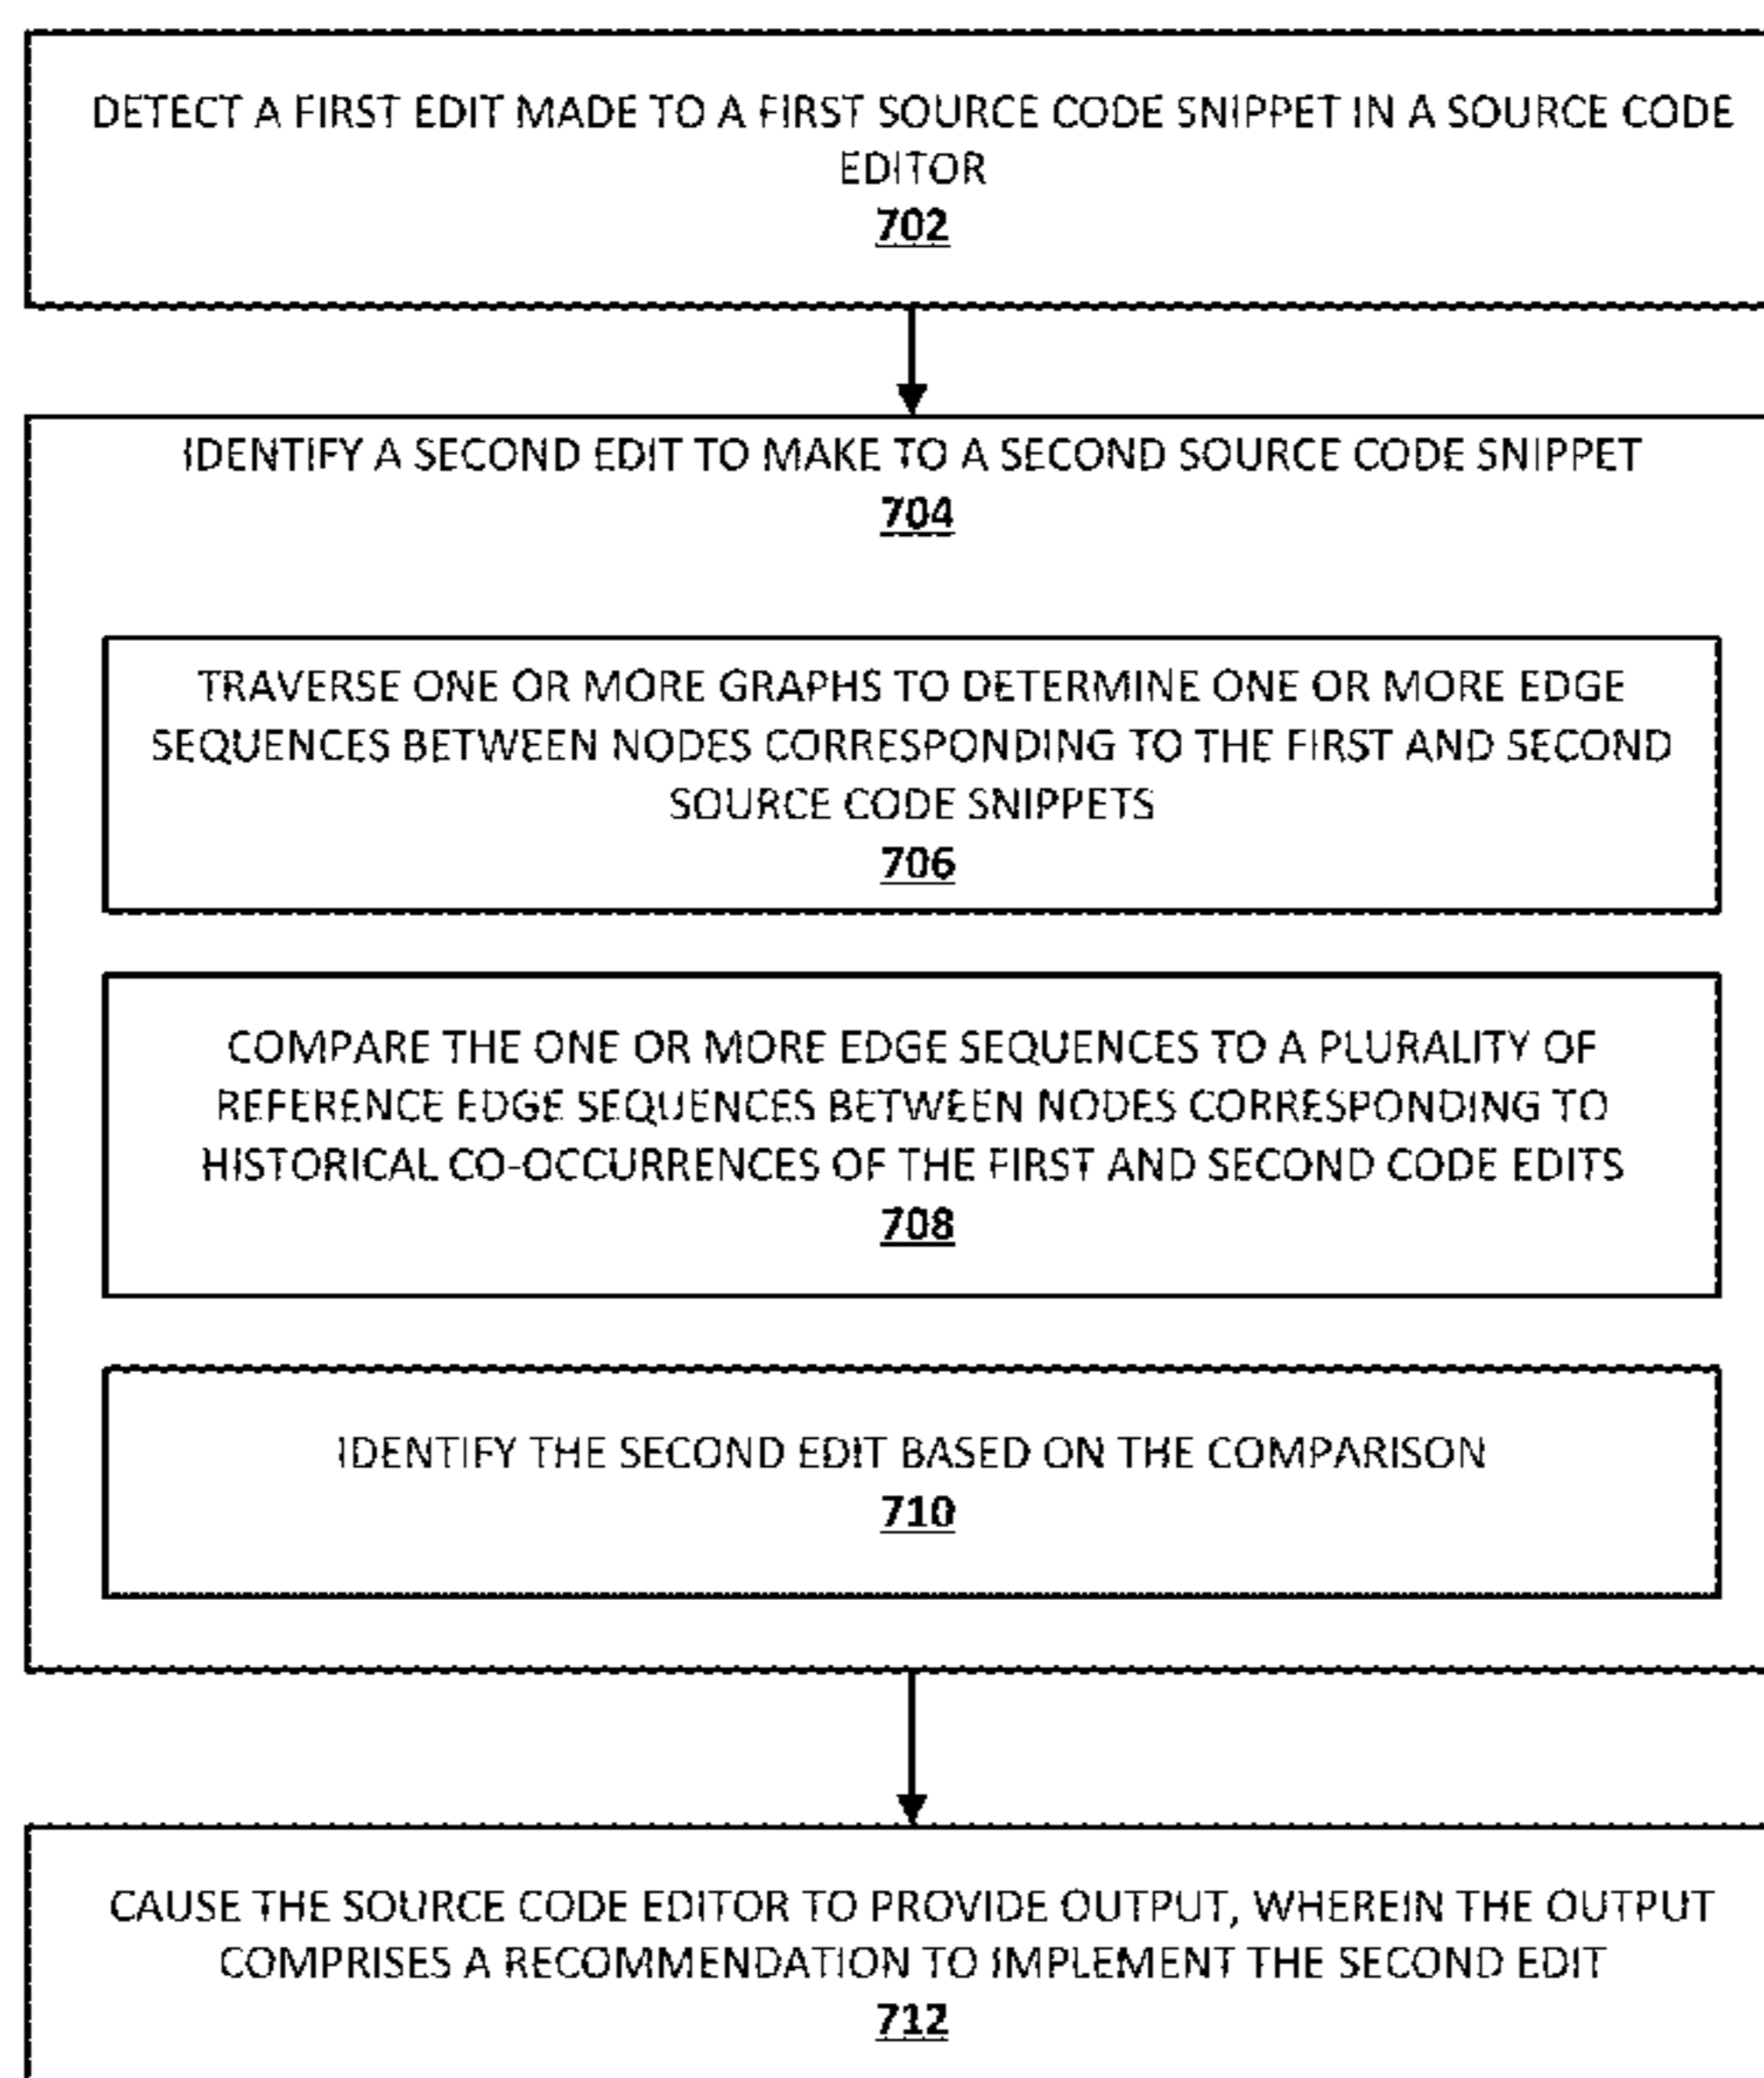 DETECT A FIRST EDIT MADE TO A FIRST SOURCE CODE SNIPPET IN A SOURCE CODE
EDITOR
702
IDENTIFY A SECOND EDIT TO MAKE TO A SECOND SOURCE CODE SNIPPET
704
TRAVERSE ONE OR MORE GRAPHS TO DETERMINE ONE OR MORE EDGE
SEQUENCES BETWEEN NODES CORRESPONDING TO THE FIRST AND SECOND
SOURCE CODE SNIPPETS
706
COMPARE THE ONE OR MORE EDGE SEQUENCES TO A PLURALITY OF
REFERENCE EDGE SEQUENCES BETWEEN NODES CORRESPONDING TO
HISTORICAL CO-OCCURRENCES OF THE FIRST AND SECOND CODE EDITS
708
IDENTIFY THE SECOND EDIT BASED ON THE COMPARISON
710
CAUSE THE SOURCE CODE EDITOR TO PROVIDE OUTPUT, WHEREIN THE OUTPUT
COMPRISES A RECOMMENDATION TO IMPLEMENT THE SECOND EDIT
712